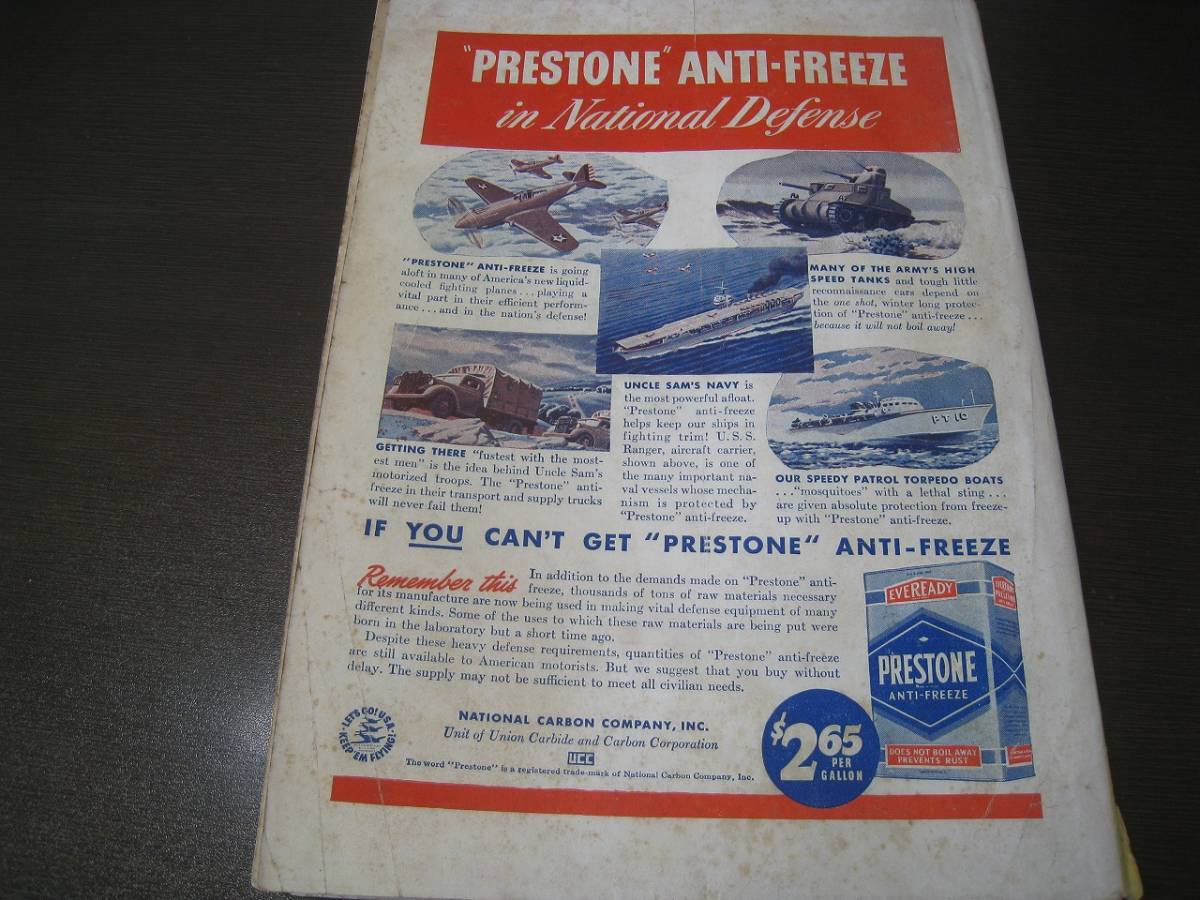 "PRESTONE" ANTI-FREEZE
in National Defense
"PRESTONE" ANTI-FREEZE is going
aloft in many of America's new liquid-
cooled fighting planes...playing a
vital part in their efficient perform-
ance...and in the nation's defense!
MANY OF THE ARMY'S HIGH
SPEED TANKS and tough little
reconnaissance cars depend on
the one shot, winter long protec-
tion of "Prestone" anti-freeze...
because it will not boil away!
GETTING THERE "fustest with the most-
est men" is the idea behind Uncle Sam's
motorized troops. The "Prestone" anti-
freeze in their transport and supply trucks
will never fail them!
UNCLE SAM'S NAVY is
the most powerful afloat.
"Prestone" anti-freeze
helps keep our ships in
fighting trim! U. S. S.
Ranger, aircraft carrier,
shown above, is one of
the many important na-
val vessels whose mecha-
nism is protected by
"Prestone" anti-freeze.
PT 10
OUR SPEEDY PATROL TORPEDO BOATS
..."mosquitoes" with a lethal sting...
are given absolute protection from freeze-
up with "Prestone" anti-freeze.
IF YOU CAN'T GET "PRESTONE" ANTI-FREEZE
Remember this In addition to the demands made on "Prestone" anti-
freeze, thousands of tons of raw materials necessary
for its manufacture are now being used in making vital defense equipment of many
different kinds. Some of the uses to which these raw materials are being put were
born in the laboratory but a short time ago.
Despite these heavy defense requirements, quantities of "Prestone" anti-freeze
are still available to American motorists. But we suggest that you buy without
delay. The supply may not be sufficient to meet all civilian needs.
EVEREADY
PRESTONE
ANTI-FREEZE
DOES NOT BOIL AWAY
PREVENTS RUST
LET'S GO! U.S.A.
KEEP 'EM FLYING!
NATIONAL CARBON COMPANY, INC.
Unit of Union Carbide and Carbon Corporation
UCC
The word "Prestone" is a registered trade-mark of National Carbon Company, Inc.
$2.65
PER
GALLON